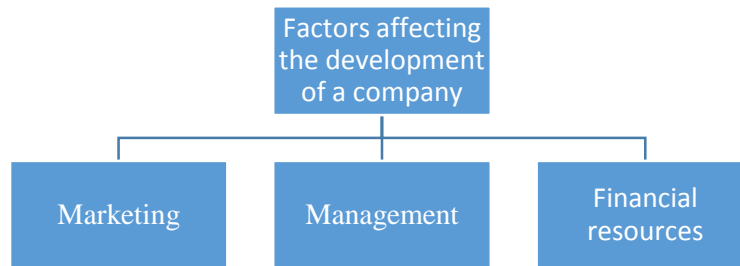 Factors affecting
the development
of a company
Marketing
Management
Financial
resources